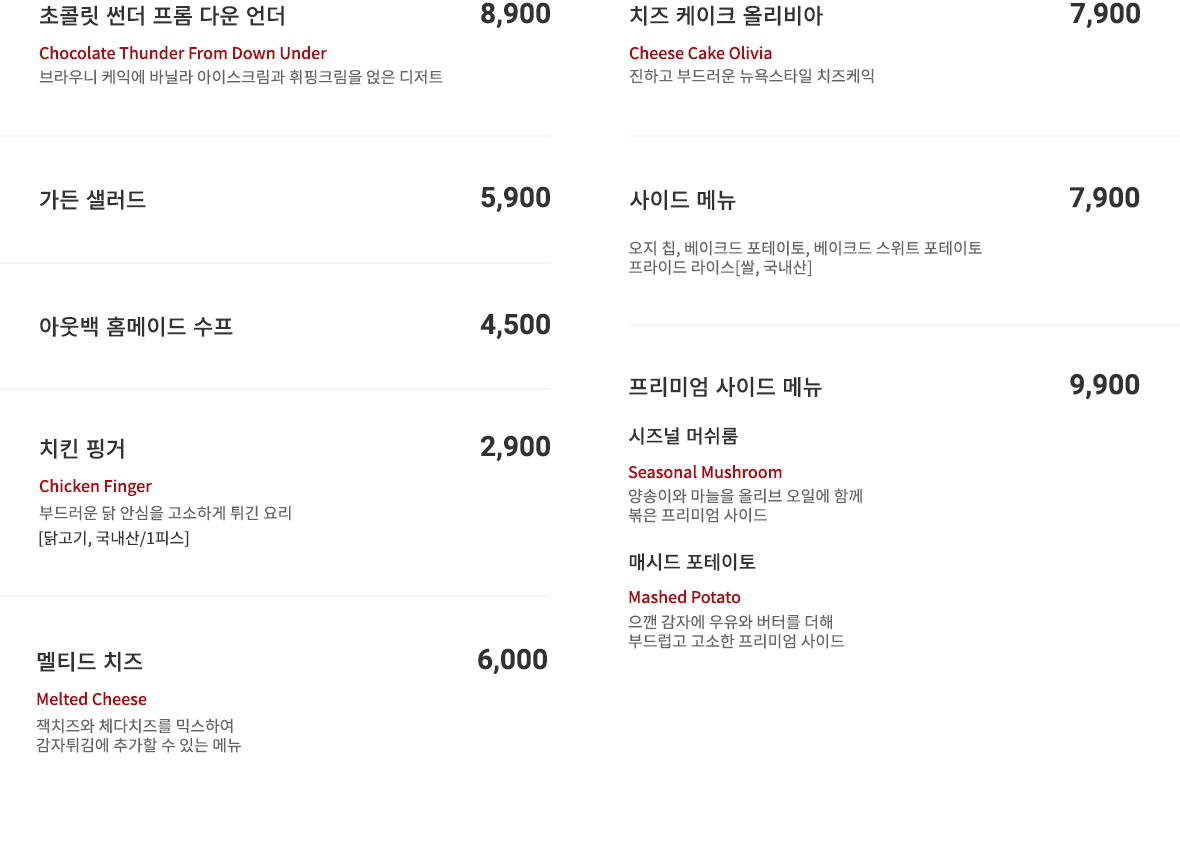 초콜릿 썬더 프롬 다운 언더 8,900
Chocolate Thunder From Down Under
브라우니 케익에 바닐라 아이스크림과 휘핑크림을 얹은 디저트
가든 샐러드 5,900
아웃백 홈메이드 수프 4,500
치킨 핑거 2,900
Chicken Finger
부드러운 닭 안심을 고소하게 튀긴 요리
[닭고기, 국내산/1피스]
멜티드 치즈 6,000
Melted Cheese
잭치즈와 체다치즈를 믹스하여
감자튀김에 추가할 수 있는 메뉴
치즈 케이크 올리비아 7,900
Cheese Cake Olivia
진하고 부드러운 뉴욕스타일 치즈케익
사이드 메뉴 7,900
오지 칩, 베이크드 포테이토, 베이크드 스위트 포테이토
프라이드 라이스[쌀, 국내산]
프리미엄 사이드 메뉴 9,900
시즈널 머쉬룸
Seasonal Mushroom
양송이와 마늘을 올리브 오일에 함께
볶은 프리미엄 사이드
매시드 포테이토
Mashed Potato
으깬 감자에 우유와 버터를 더해
부드럽고 고소한 프리미엄 사이드